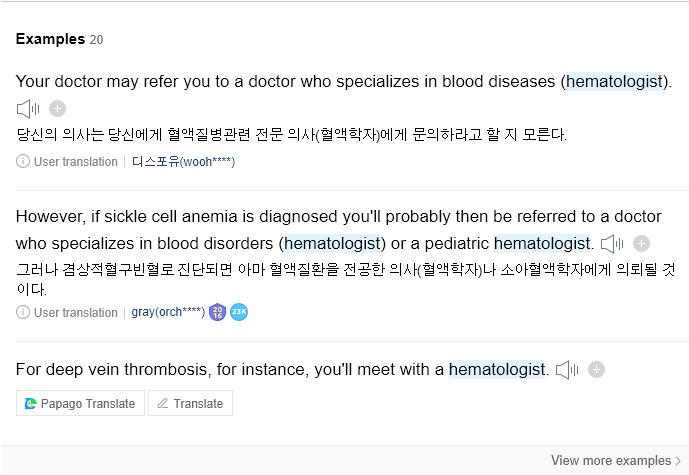 Examples 20
Your doctor may refer you to a doctor who specializes in blood diseases (hematologist).
당신의 의사는 당신에게 혈액질병관련 전문 의사(혈액학자)에게 문의하라고 할 지 모른다.
User translation | 디스포유(wooh****)
However, if sickle cell anemia is diagnosed you'll probably then be referred to a doctor
who specializes in blood disorders (hematologist) or a pediatric hematologist.
그러나 겸상적혈구빈혈로 진단되면 아마 혈액질환을 전공한 의사(혈액학자)나 소아혈액학자에게 의뢰될 것
이다.
User translation | gray(orch****) 2016 23K
For deep vein thrombosis, for instance, you'll meet with a hematologist.
Papago Translate Translate
View more examples >